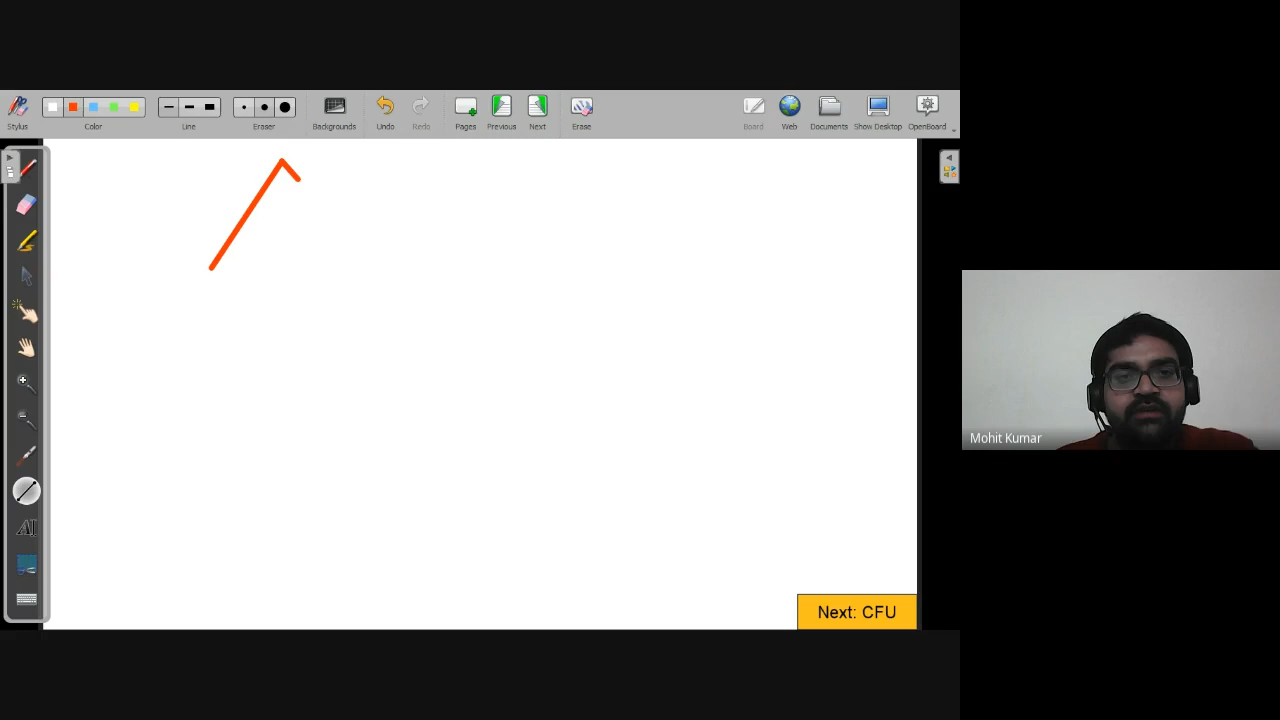 Stylus Color Line Eraser Backgrounds Undo Redo Pages Previous Next Erase Board Web Documents Show Desktop OpenBoard
Mohit Kumar
AI
Next: CFU